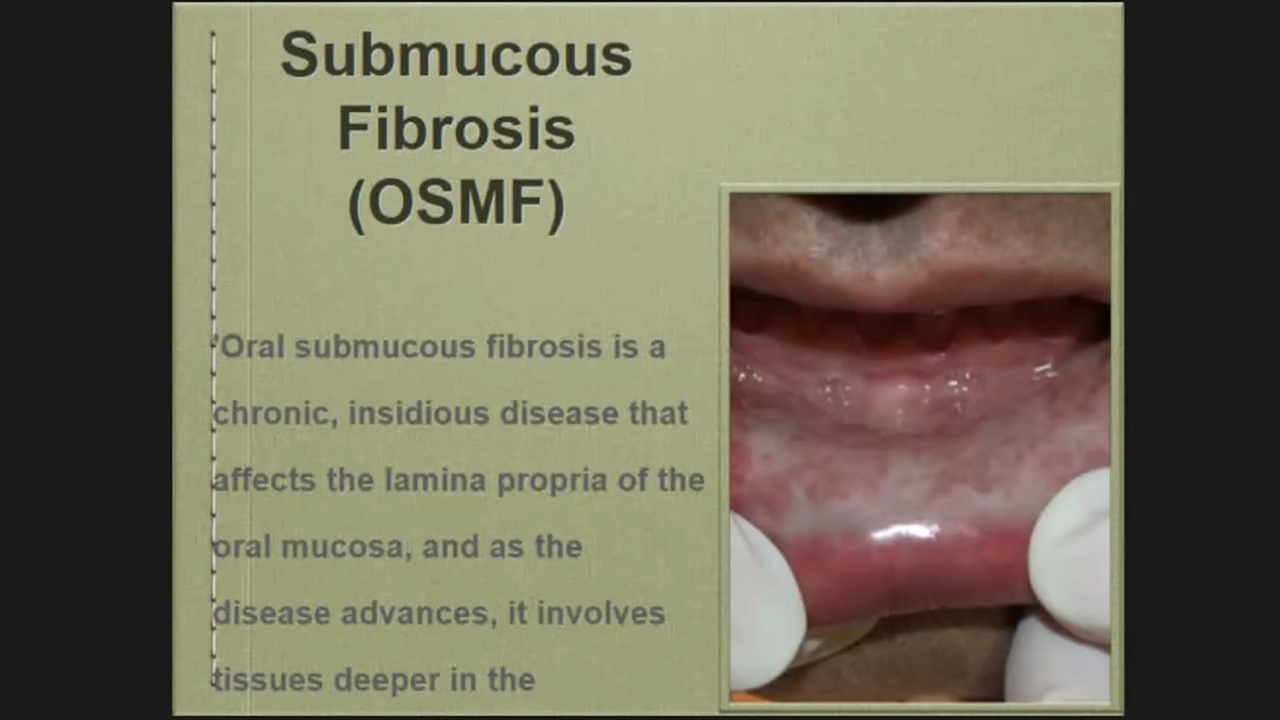 Submucous
Fibrosis
(OSMF)
'Oral submucous fibrosis is a
chronic, insidious disease that
affects the lamina propria of the
oral mucosa, and as the
disease advances, it involves
tissues deeper in the